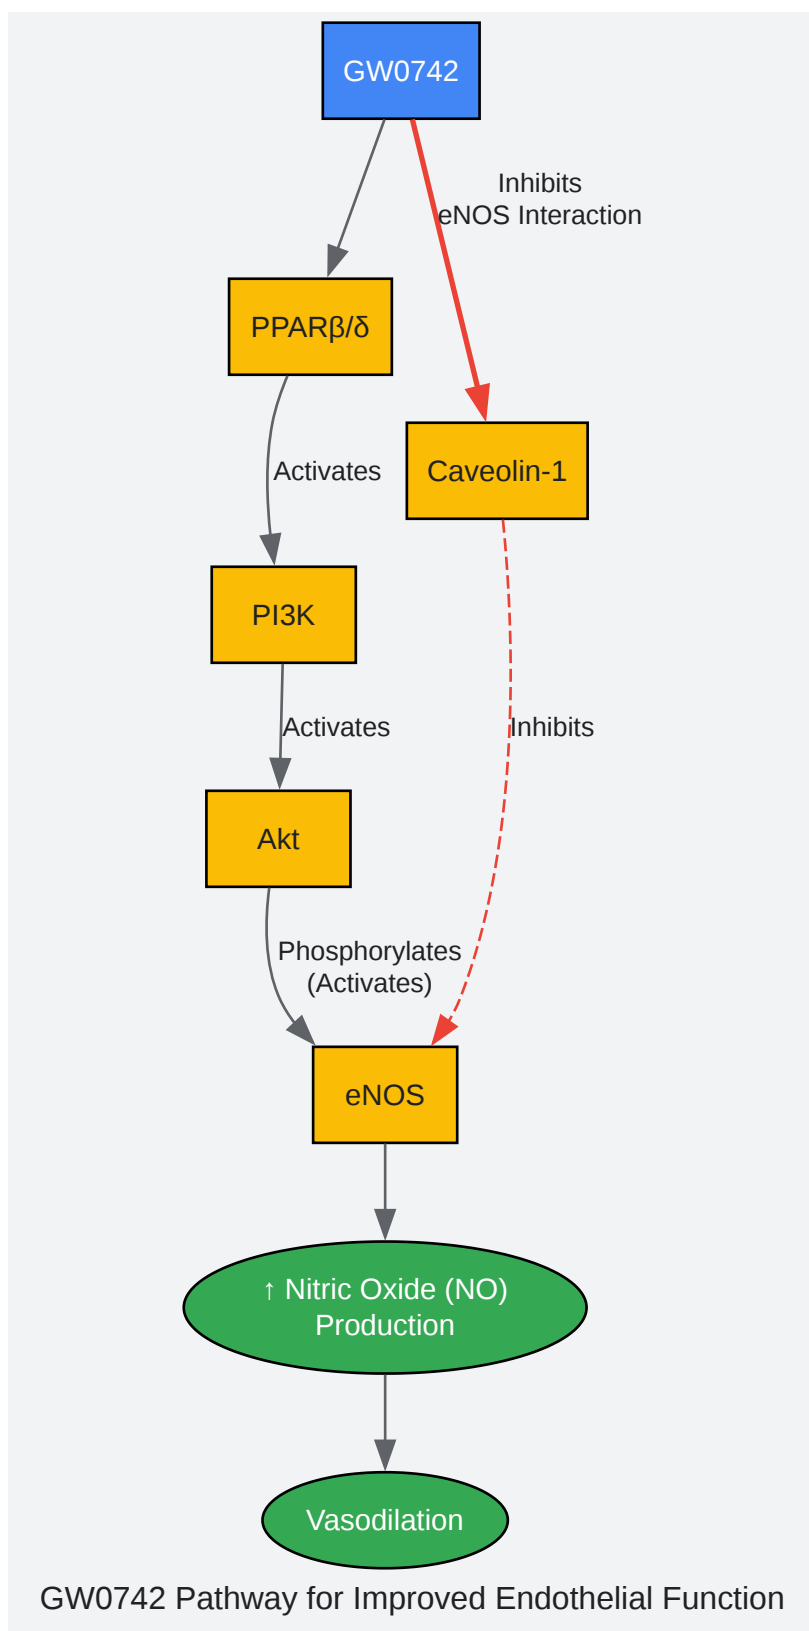 GW0742
Inhibits
eNOS Interaction
PPARβ/δ
Activates
Caveolin-1
PI3K
Activates
Inhibits
Akt
Phosphorylates
(Activates)
eNOS
↑ Nitric Oxide (NO)
Production
Vasodilation
GW0742 Pathway for Improved Endothelial Function